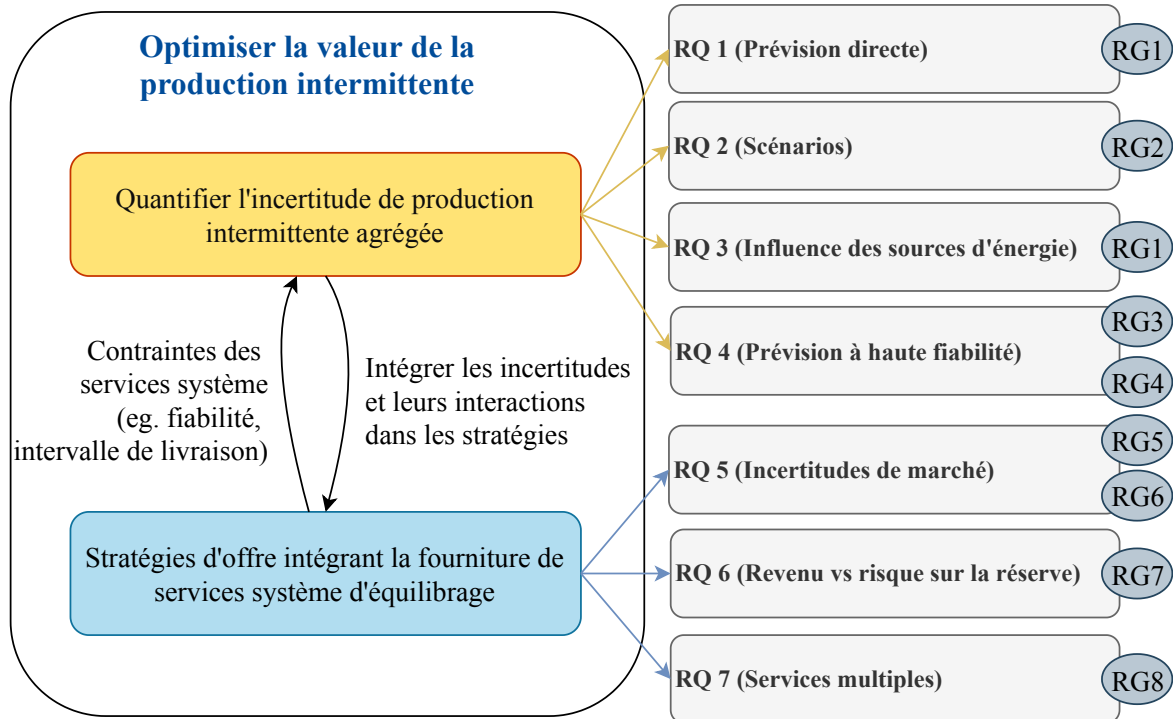 Optimiser la valeur de la
production intermittente
Quantifier l'incertitude de production
intermittente agrégée
Contraintes des
services système
(eg. fiabilité,
intervalle de livraison)
Intégrer les incertitudes
et leurs interactions
dans les stratégies
Stratégies d'offre intégrant la fourniture de
services système d'équilibrage
RQ 1 (Prévision directe)
RG1
RQ 2 (Scénarios)
RG2
RQ 3 (Influence des sources d'énergie)
RG1
RQ 4 (Prévision à haute fiabilité)
RG3
RG4
RQ 5 (Incertitudes de marché)
RG5
RG6
RQ 6 (Revenu vs risque sur la réserve)
RG7
RQ 7 (Services multiples)
RG8